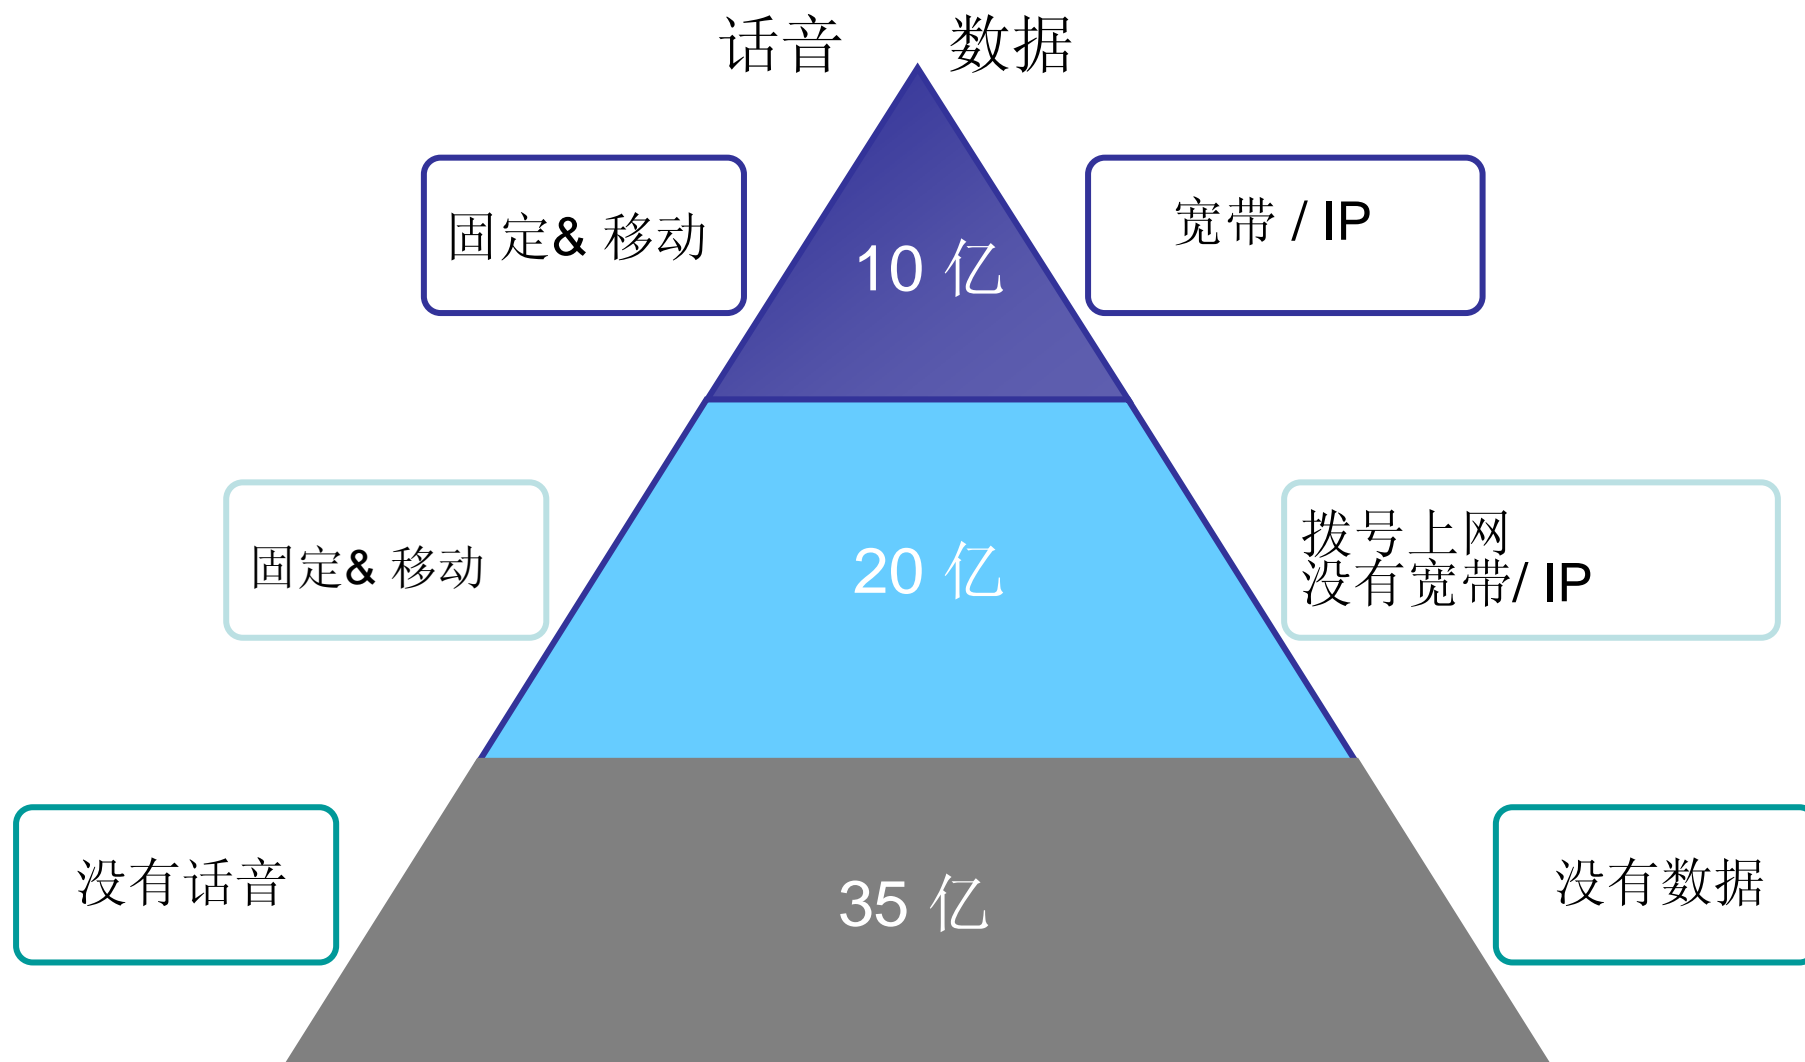 话音 数据
固定& 移动
10 亿
宽带 / IP
固定& 移动
20 亿
拨号上网
没有宽带/ IP
没有话音
35 亿
没有数据